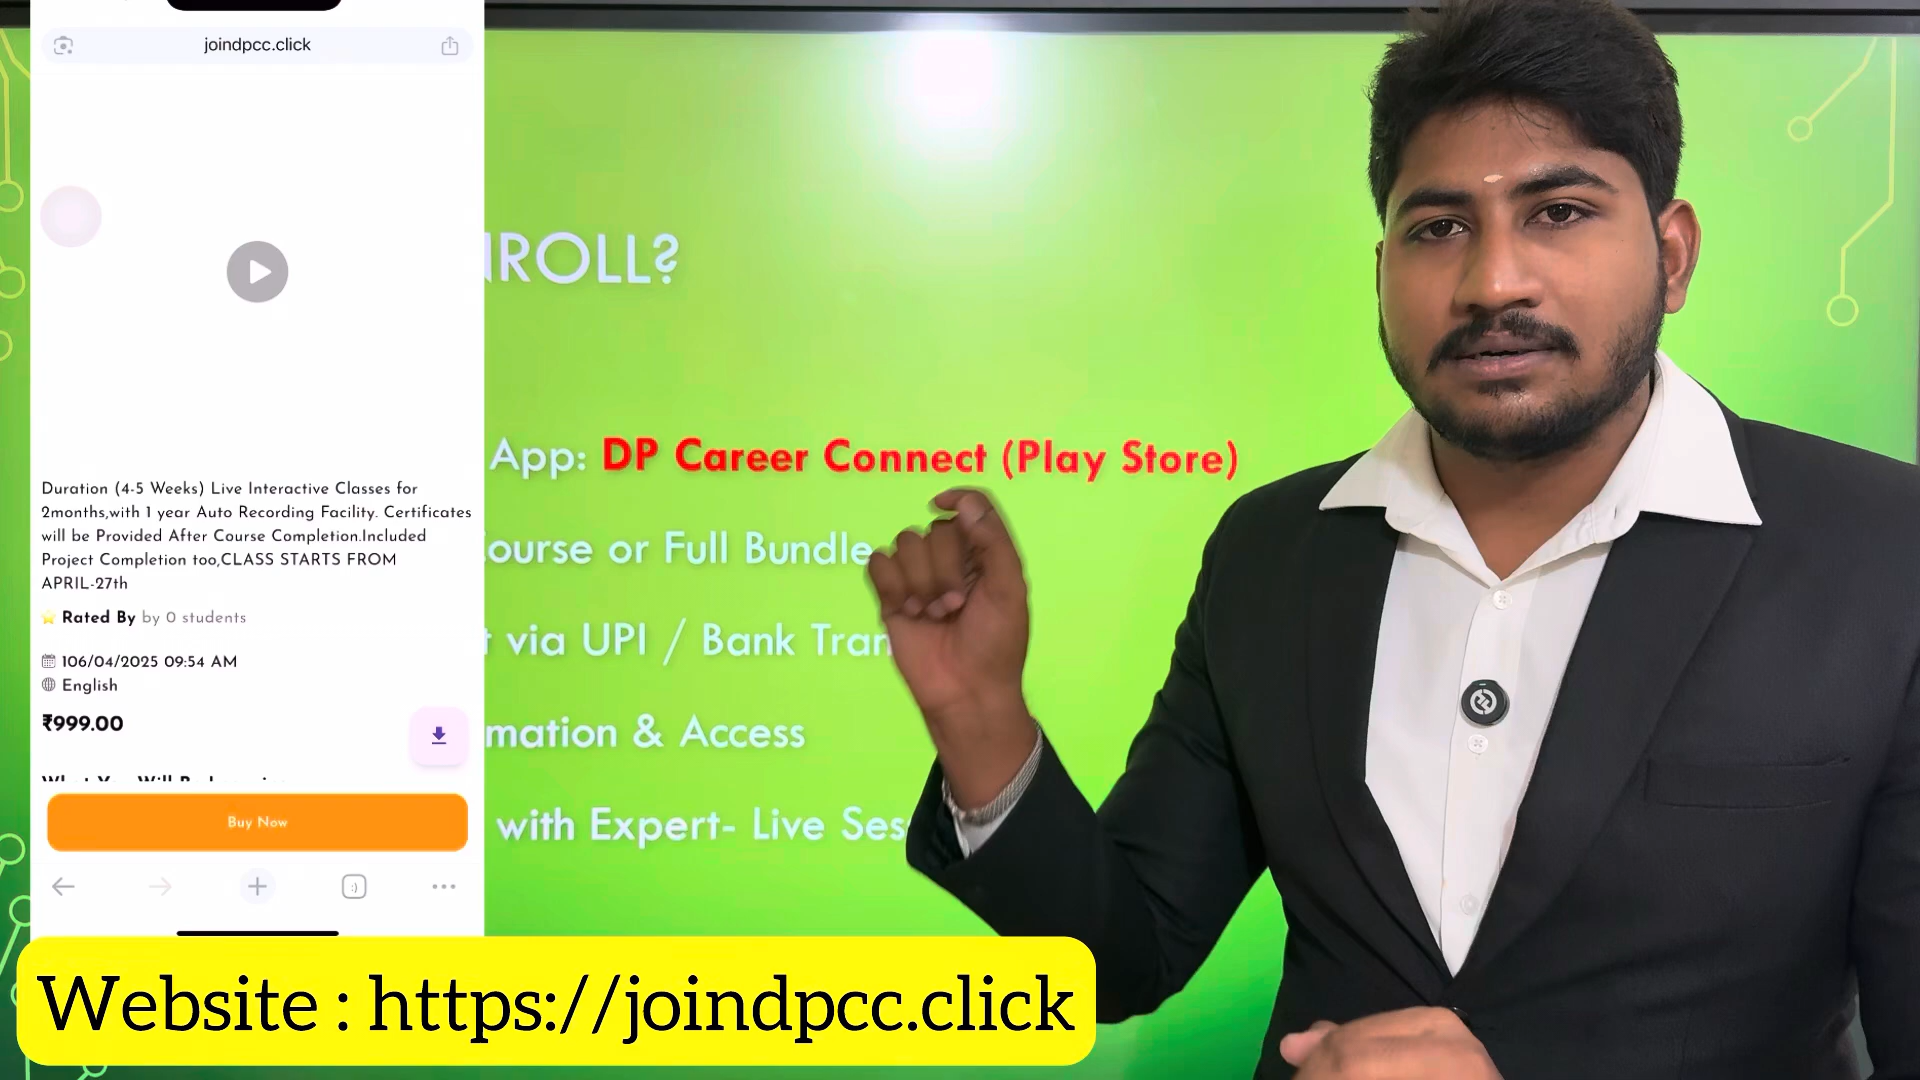 joindpcc.click
NROLL?
App: DP Career Connect (Play Store)
Course or Full Bundle
Duration (4-5 Weeks) Live Interactive Classes for
2months,with 1 year Auto Recording Facility. Certificates
will be Provided After Course Completion.Included
Project Completion too,CLASS STARTS FROM
APRIL-27th
⭐ Rated By by 0 students
t via UPI / Bank Tran
106/04/2025 09:54 AM
English
₹999.00
mation & Access
Buy Now
with Expert- Live Ses
Website : https://joindpcc.click